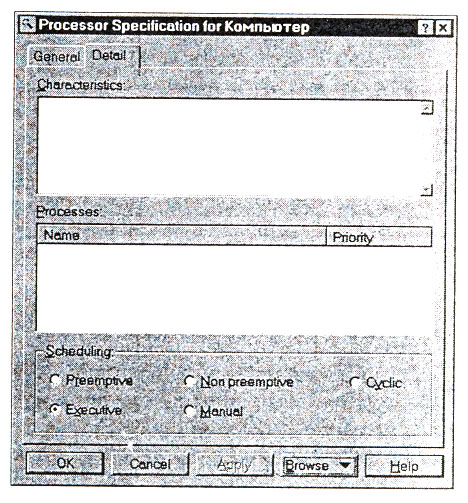 Processor Specification for Компьютер
General Detail
Characteristics:
Processes:
Name Priority
Scheduling:
Preemptive Non preemptive Cyclic
Executive Manual
OK Cancel Apply Browse Help